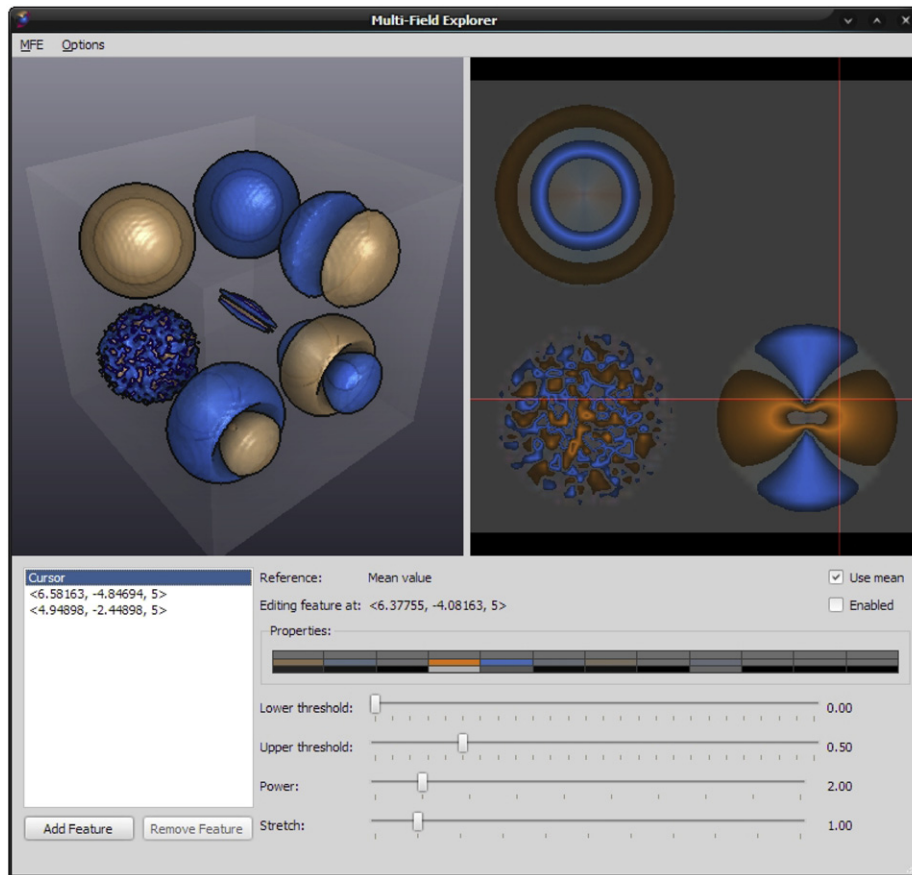 Multi-Field Explorer
MFE Options
Cursor
<6.58163, -4.84694, 5>
<4.94898, -2.44898, 5>
Add Feature Remove Feature
Reference: Mean value
Use mean
Editing feature at: <6.37755, -4.08163, 5>
Enabled
Properties:
Lower threshold: 0.00
Upper threshold: 0.50
Power: 2.00
Stretch: 1.00